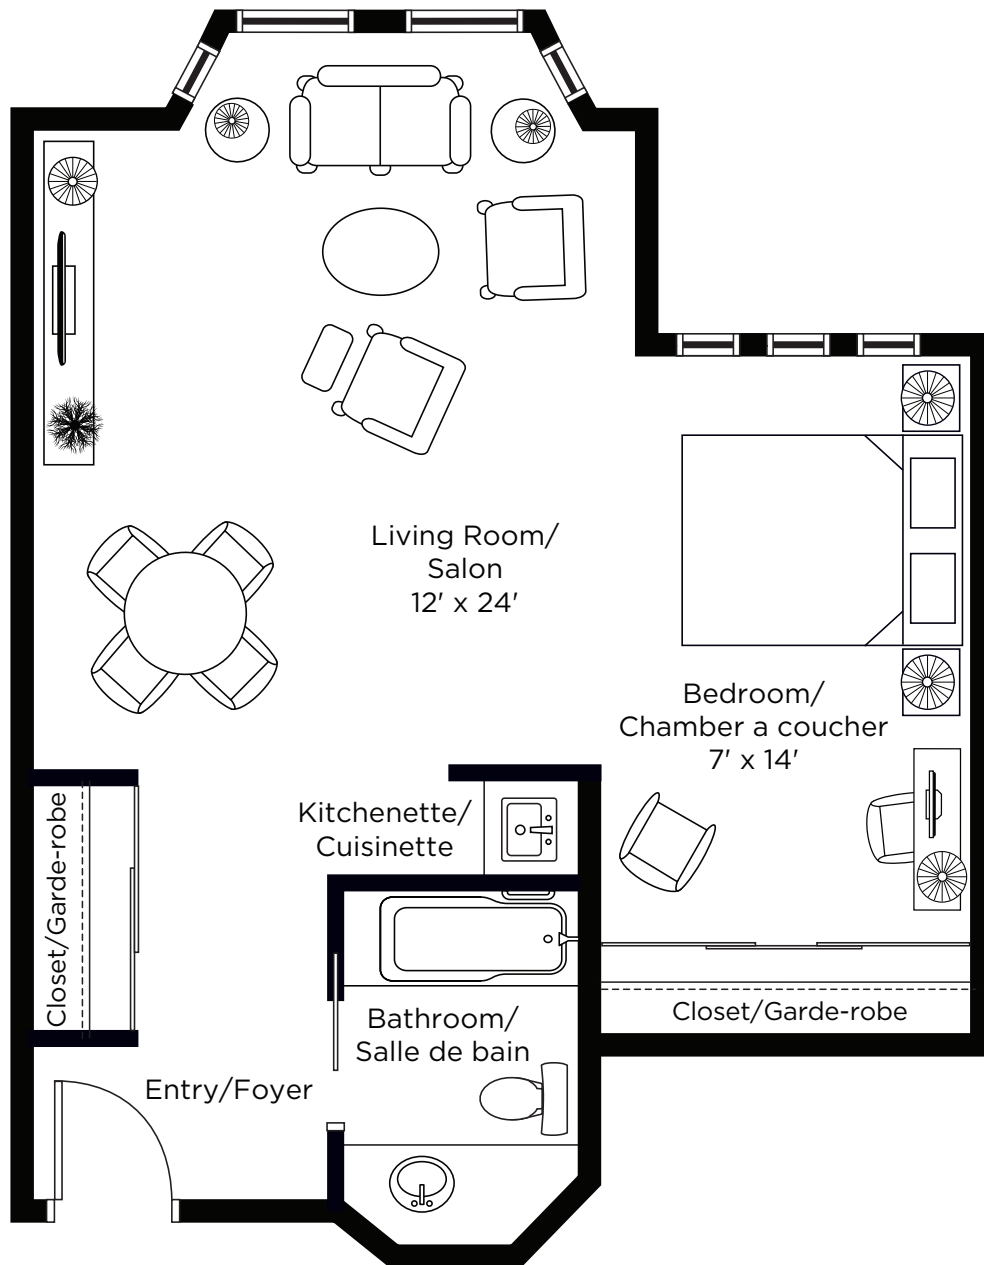 Living Room/
Salon
12' x 24'
Bedroom/
Chamber a coucher
7' x 14'
Kitchenette/
Cuisinette
Closet/Garde-robe
Closet/Garde-robe
Bathroom/
Salle de bain
Entry/Foyer